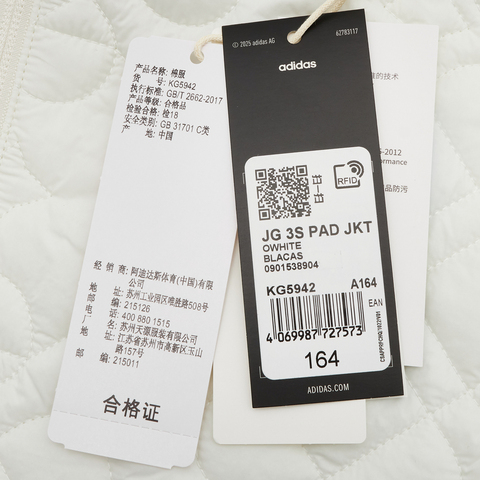 产品名称: 棉服
货 号: KG5942
执行标准: GB/T 2662-2017
产品等级: 合格品
检验合格: 检18
安全类别: GB 31701 C类
产 地: 中国
经 销 商: 阿迪达斯体育(中国)有限公司
地 址: 苏州工业园区唯胜路508号
邮 编: 215126
电 话: 400 880 1515
厂 名: 苏州天源服装有限公司
地 址: 江苏省苏州市高新区玉山路157号
邮 编: 215011
合格证
© 2025 adidas AG
62783117
adidas
RFID
JG 3S PAD JKT
OWHITE
BLACAS
0901538904
KG5942 A164
EAN
4 069987 727573
164
ADIDAS.COM
的技术
-2012
formance
品防污